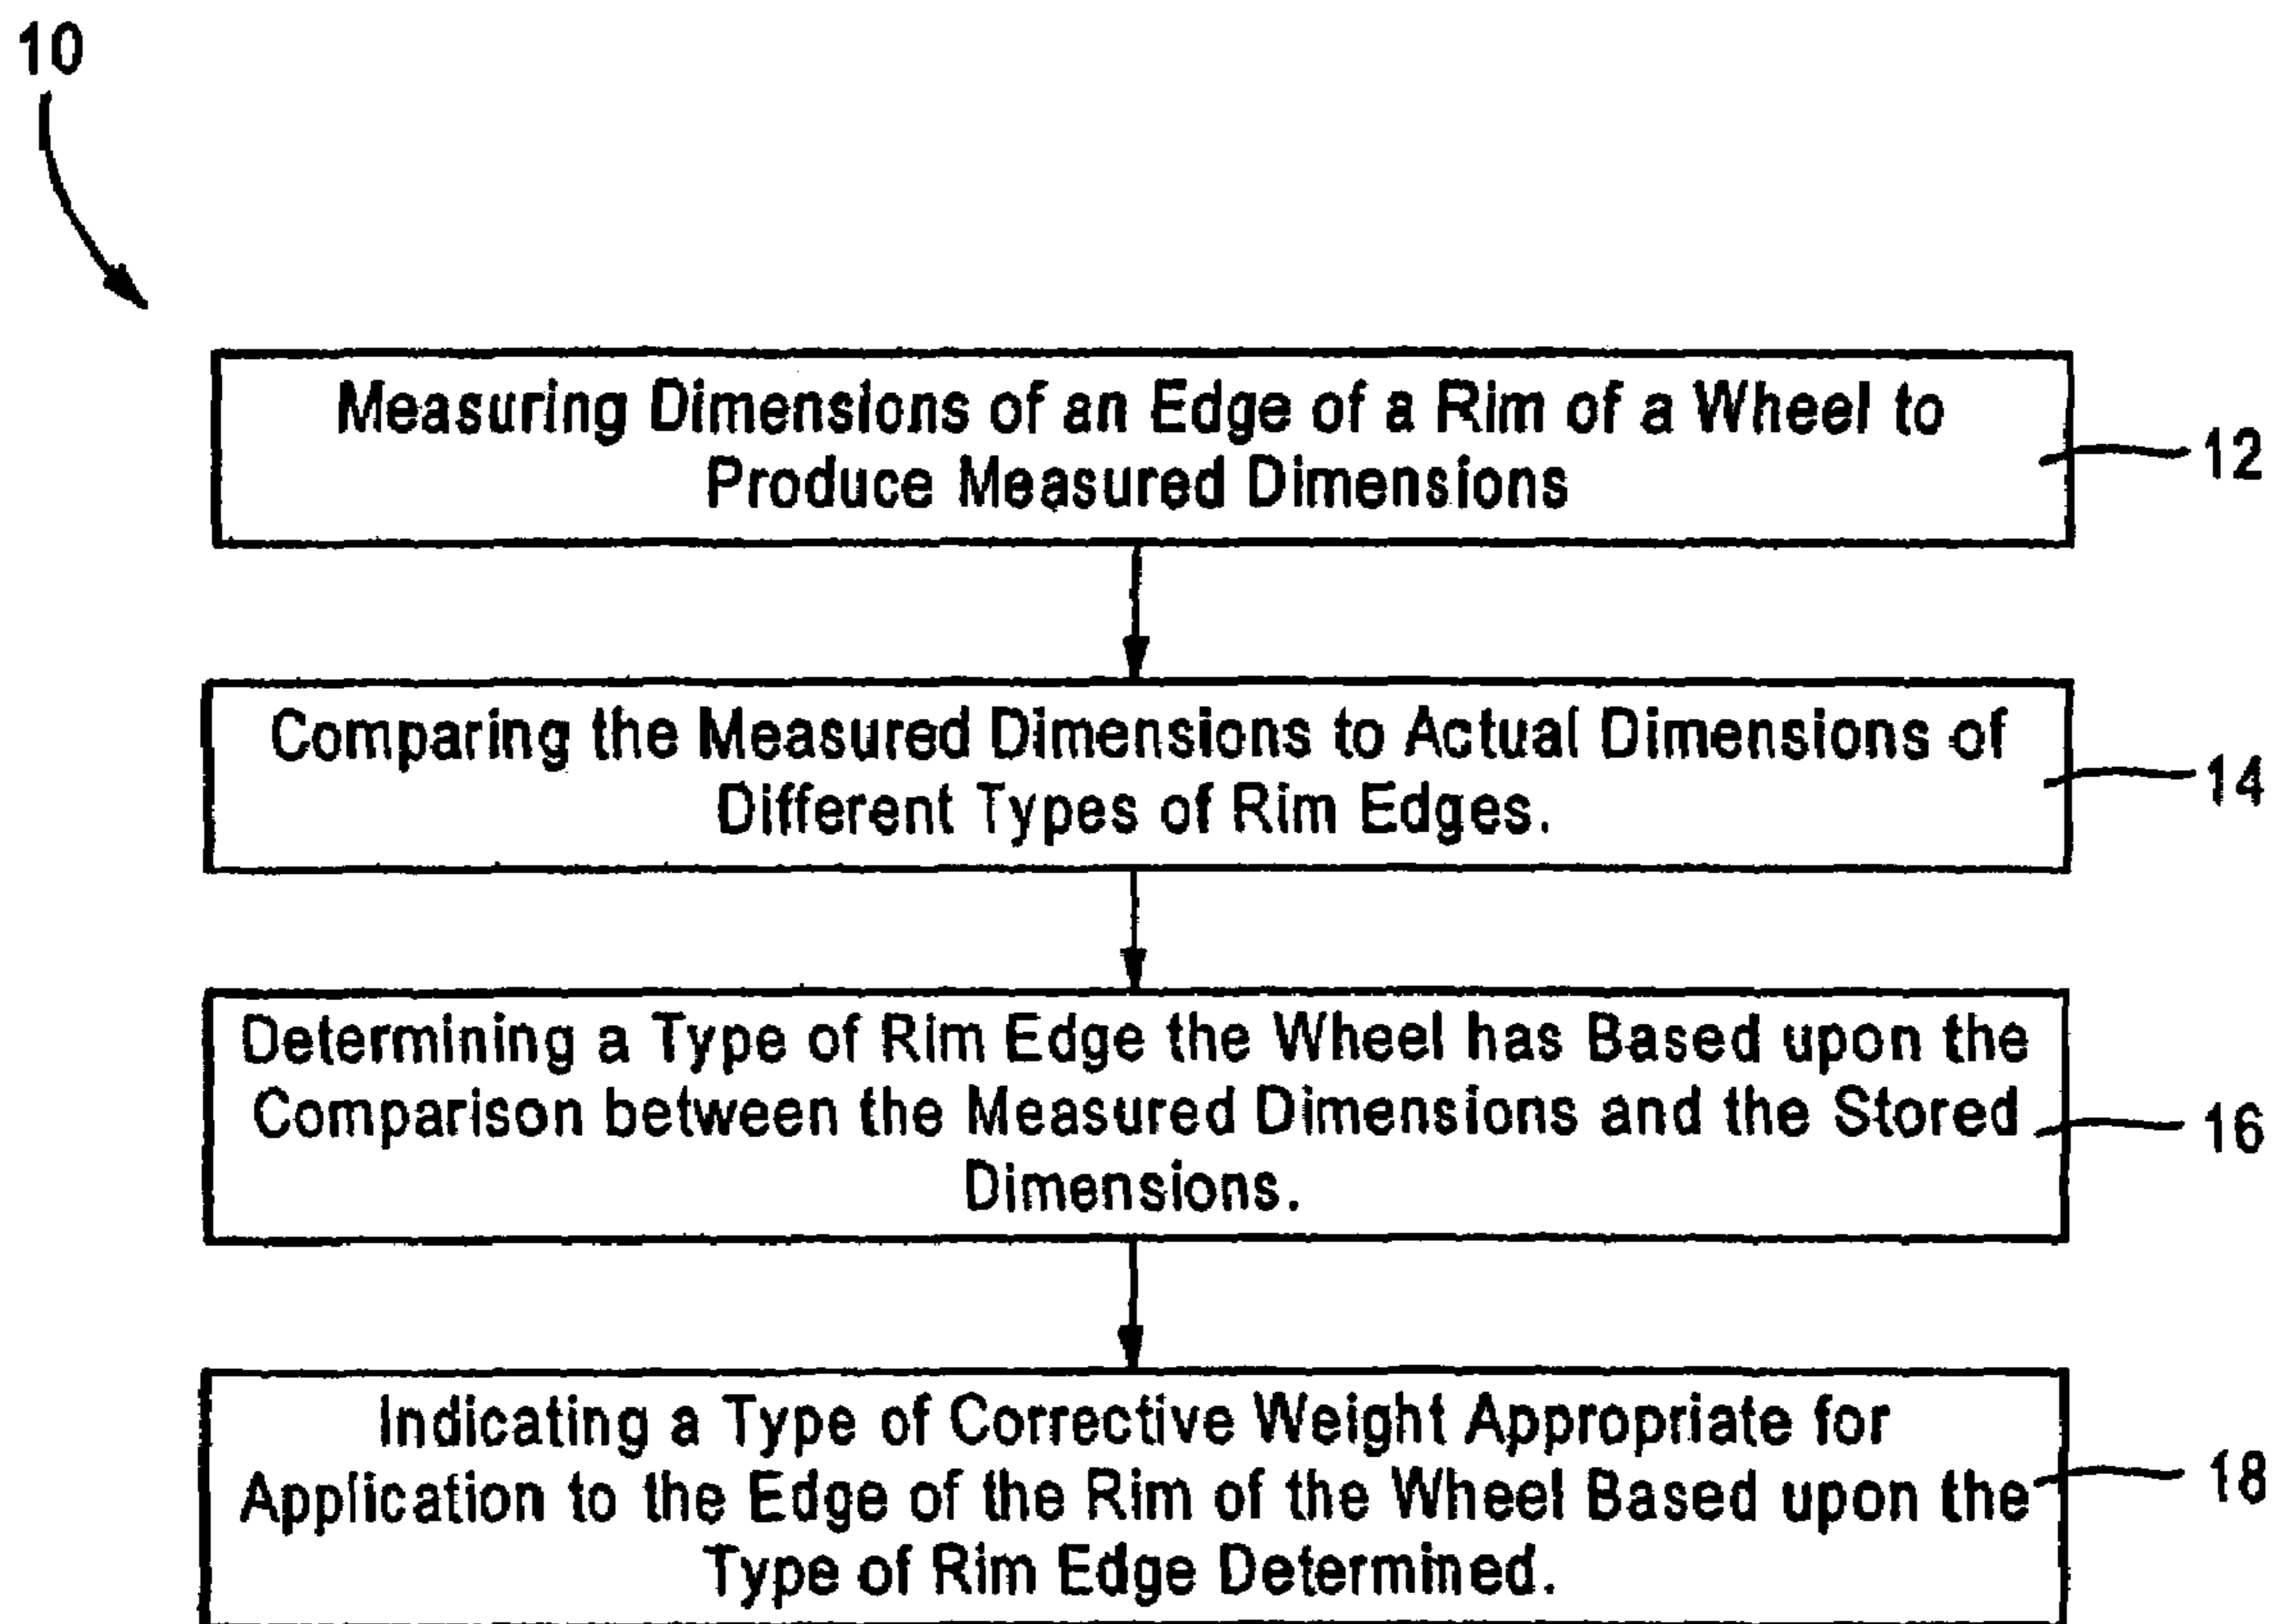 10
Measuring Dimensions of an Edge of a Rim of a Wheel to
Produce Measured Dimensions
12
Comparing the Measured Dimensions to Actual Dimensions of
Different Types of Rim Edges.
14
Determining a Type of Rim Edge the Wheel has Based upon the
Comparison between the Measured Dimensions and the Stored
Dimensions.
16
Indicating a Type of Corrective Weight Appropriate for
Application to the Edge of the Rim of the Wheel Based upon the
Type of Rim Edge Determined.
18